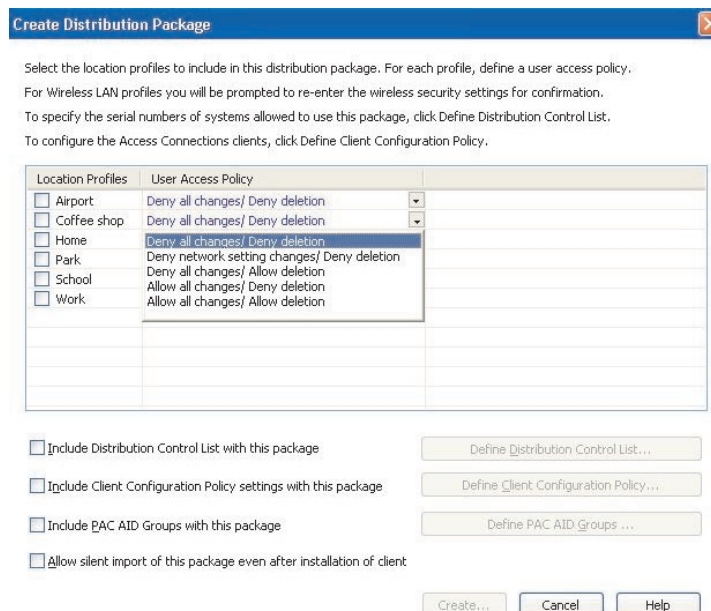 Create Distribution Package
Select the location profiles to include in this distribution package. For each profile, define a user access policy.
For Wireless LAN profiles you will be prompted to re-enter the wireless security settings for confirmation.
To specify the serial numbers of systems allowed to use this package, click Define Distribution Control List.
To configure the Access Connections clients, click Define Client Configuration Policy.
Location Profiles User Access Policy
Airport Deny all changes/ Deny deletion
Coffee shop Deny all changes/ Deny deletion
Home Deny all changes/ Deny deletion
Park Deny network setting changes/ Deny deletion
Deny all changes/ Allow deletion
School Allow all changes/ Deny deletion
Work Allow all changes/ Allow deletion
Include Distribution Control List with this package Define Distribution Control List...
Include Client Configuration Policy settings with this package Define Client Configuration Policy...
Include PAC AID Groups with this package Define PAC AID Groups ...
Allow silent import of this package even after installation of client
Create... Cancel Help